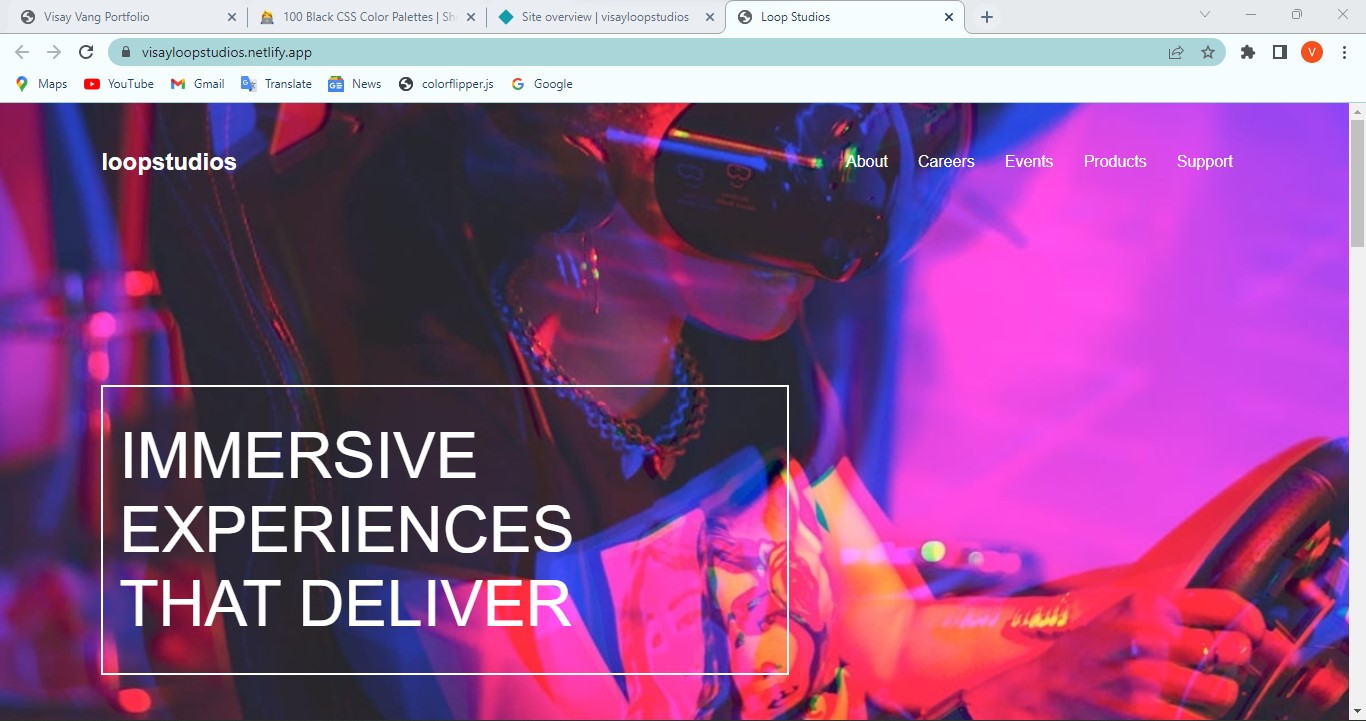 Visay Vang Portfolio
100 Black CSS Color Palettes | Sh
Site overview | visayloopstudios
Loop Studios
visayloopstudios.netlify.app
V
Maps
YouTube
Gmail
Translate
News
colorflipper.js
Google
loopstudios
About
Careers
Events
Products
Support
IMMERSIVE
EXPERIENCES
THAT DELIVER